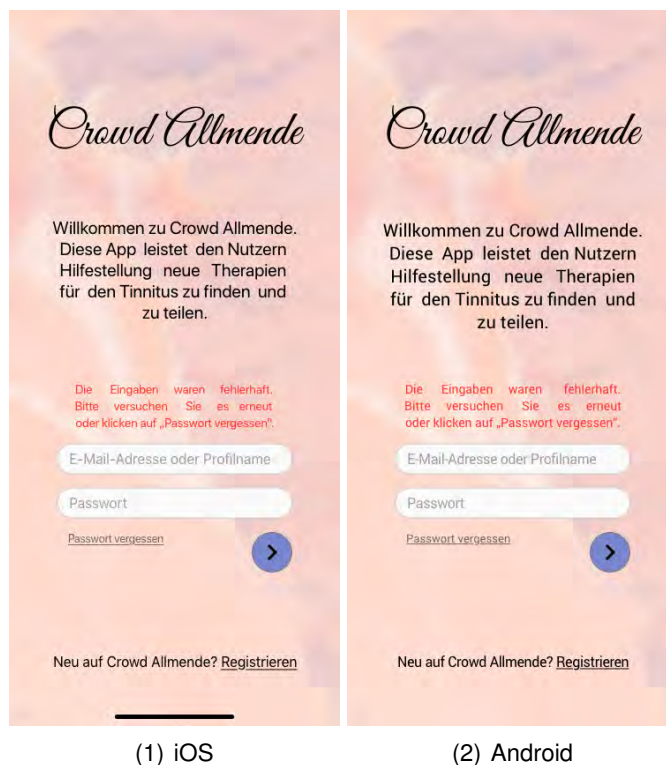 Crowd Allmende
Willkommen zu Crowd Allmende.
Diese App leistet den Nutzern
Hilfestellung neue Therapien
für den Tinnitus zu finden und
zu teilen.
Die Eingaben waren fehlerhaft.
Bitte versuchen Sie es erneut
oder klicken auf „Passwort vergessen“.
E-Mail-Adresse oder Profilname
Passwort
Passwort vergessen
Neu auf Crowd Allmende? Registrieren
(1) iOS
Crowd Allmende
Willkommen zu Crowd Allmende.
Diese App leistet den Nutzern
Hilfestellung neue Therapien
für den Tinnitus zu finden und
zu teilen.
Die Eingaben waren fehlerhaft.
Bitte versuchen Sie es erneut
oder klicken auf „Passwort vergessen“.
E-Mail-Adresse oder Profilname
Passwort
Passwort vergessen
Neu auf Crowd Allmende? Registrieren
(2) Android